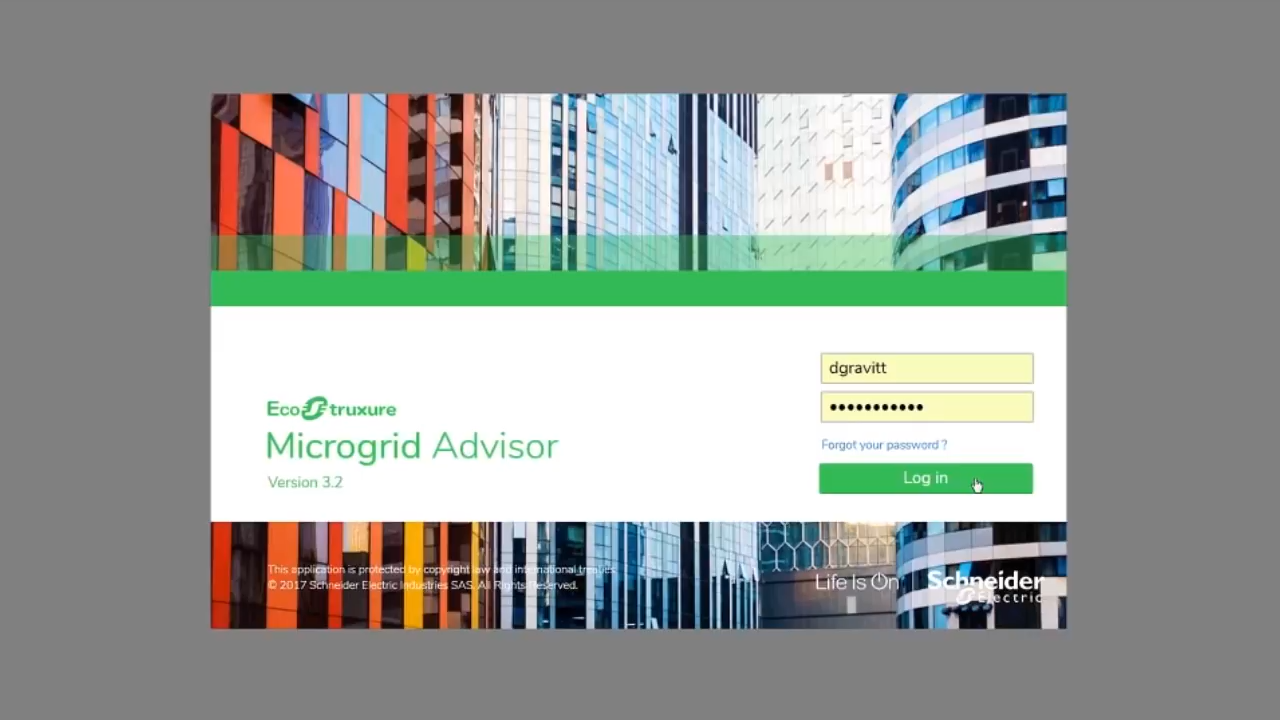 dgravitt
•••••••••••
Forgot your password ?
Log in
EcoStruxure
Microgrid Advisor
Version 3.2
This application is protected by copyright law and international treaties
© 2017 Schneider Electric Industries SAS. All Rights Reserved.
Life Is On
Schneider
Electric